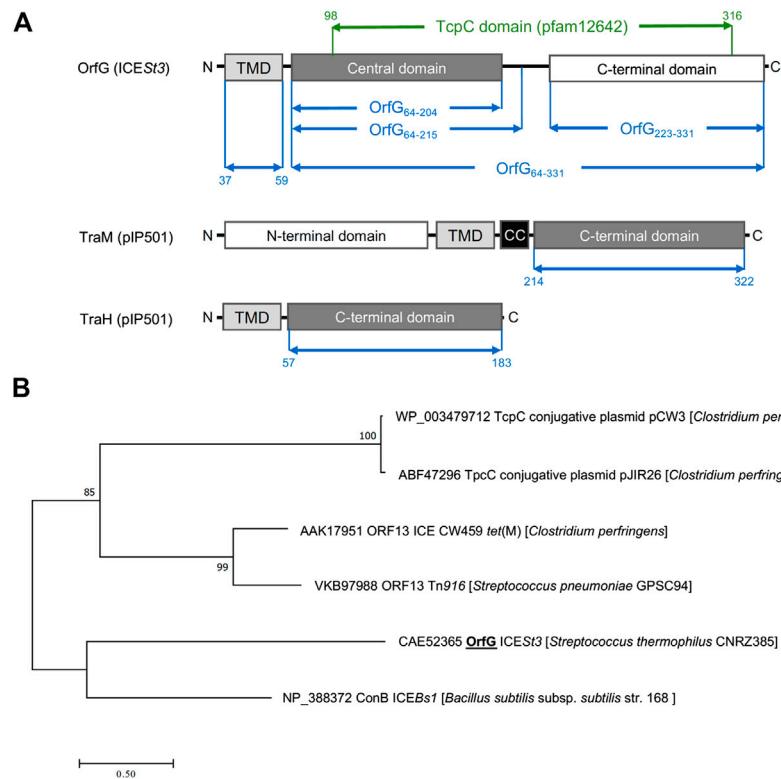 A
98
316
TcpC domain (pfam12642)
OrfG (ICESt3)
N
TMD
Central domain
C-terminal domain
C
OrfG64-204
OrfG64-215
OrfG223-331
OrfG64-331
37
59
TraM (pIP501)
N
N-terminal domain
TMD
CC
C-terminal domain
C
214
322
TraH (pIP501)
N
TMD
C-terminal domain
C
57
183
B
WP_003479712 TcpC conjugative plasmid pCW3 [Clostridium per
100
ABF47296 TpcC conjugative plasmid pJIR26 [Clostridium perfring
85
AAK17951 ORF13 ICE CW459 tet(M) [Clostridium perfringens]
99
VKB97988 ORF13 Tn916 [Streptococcus pneumoniae GPSC94]
CAE52365 OrfG ICESt3 [Streptococcus thermophilus CNRZ385]
NP_388372 ConB ICEBs1 [Bacillus subtilis subsp. subtilis str. 168 ]
0.50